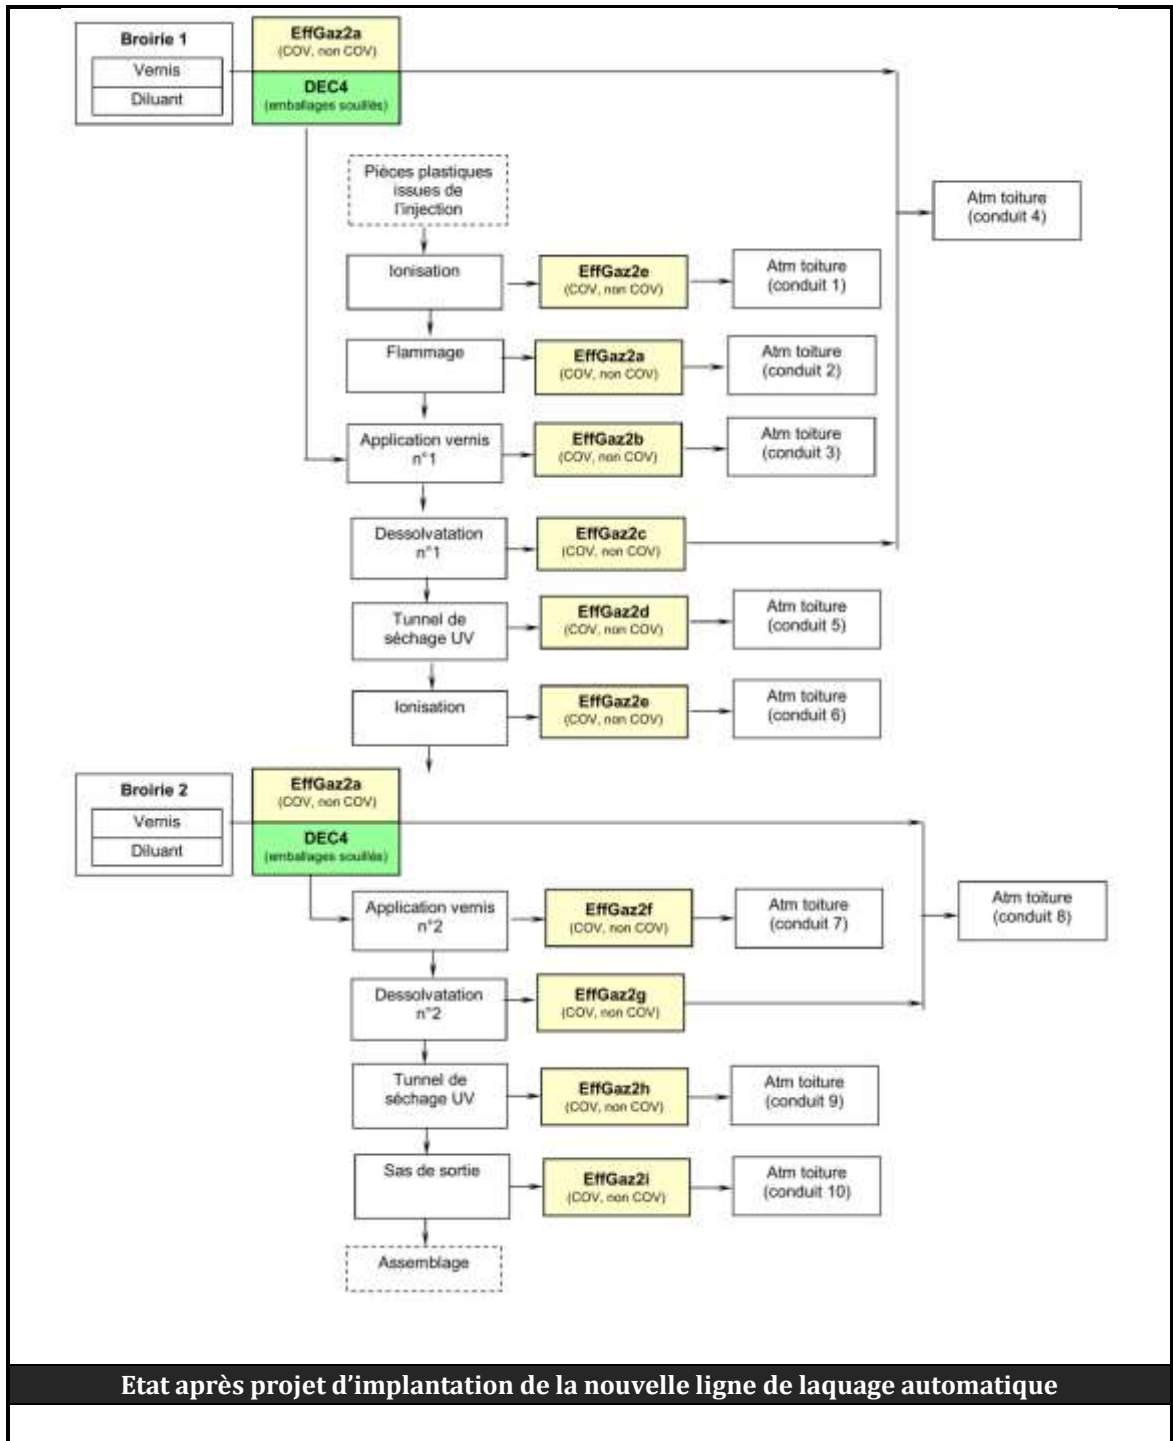 Broirie 1
Vernis
Diluant
EffGaz2a
(COV, non COV)
DEC4
(emballages souillés)
Pièces plastiques
issues de
l'injection
Atm toiture
(conduit 4)
Ionisation
EffGaz2e
(COV, non COV)
Atm toiture
(conduit 1)
Flammage
EffGaz2a
(COV, non COV)
Atm toiture
(conduit 2)
Application vernis
n°1
EffGaz2b
(COV, non COV)
Atm toiture
(conduit 3)
Dessolvatation
n°1
EffGaz2c
(COV, non COV)
Tunnel de
séchage UV
EffGaz2d
(COV, non COV)
Atm toiture
(conduit 5)
Ionisation
EffGaz2e
(COV, non COV)
Atm toiture
(conduit 6)
Broirie 2
Vernis
Diluant
EffGaz2a
(COV, non COV)
DEC4
(emballages souillés)
Application vernis
n°2
EffGaz2f
(COV, non COV)
Atm toiture
(conduit 7)
Atm toiture
(conduit 8)
Dessolvatation
n°2
EffGaz2g
(COV, non COV)
Tunnel de
séchage UV
EffGaz2h
(COV, non COV)
Atm toiture
(conduit 9)
Sas de sortie
EffGaz2i
(COV, non COV)
Atm toiture
(conduit 10)
Assemblage
Etat après projet d'implantation de la nouvelle ligne de laquage automatique